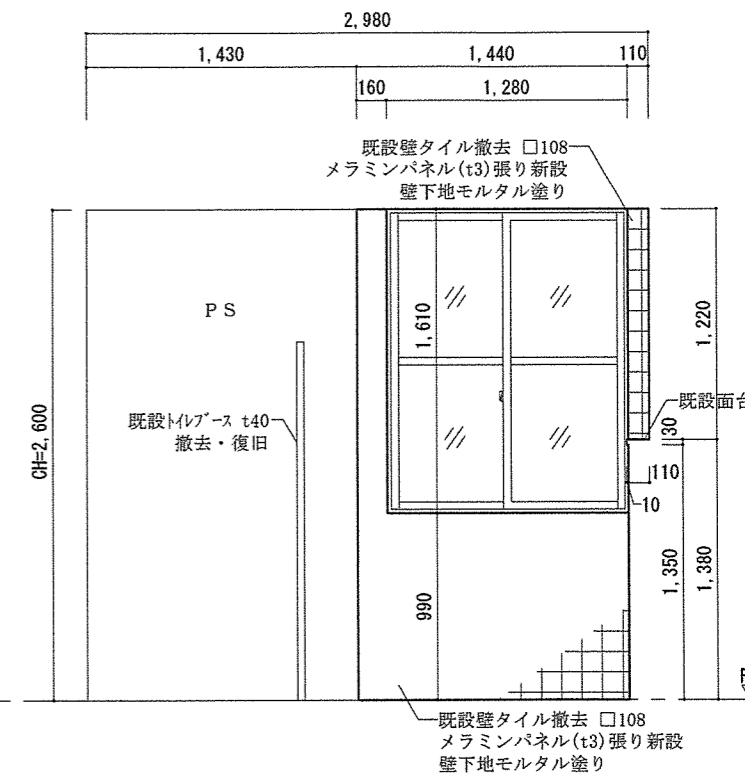 2,980
1,430
1,440
110
160
1,280
既設壁タイル撤去 □108
メラミンパネル(t3)張り新設
壁下地モルタル塗り
PS
1,610
1,220
既設トイレブース t40
撤去・復旧
既設面台
30
CH=2,600
110
10
990
1,350
1,380
既設壁タイル撤去 □108
メラミンパネル(t3)張り新設
壁下地モルタル塗り